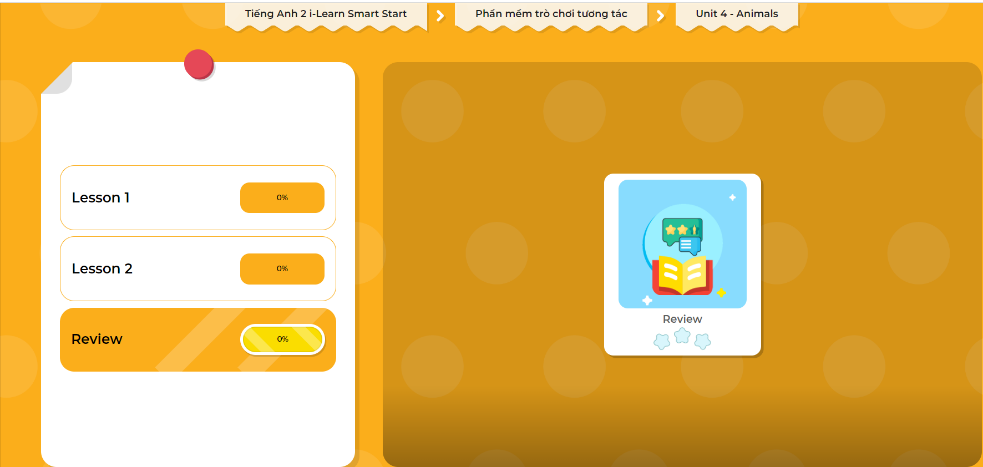 Tiếng Anh 2 i-Learn Smart Start
Phần mềm trò chơi tương tác
Unit 4 - Animals
Lesson 1
0%
Lesson 2
0%
Review
0%
Review